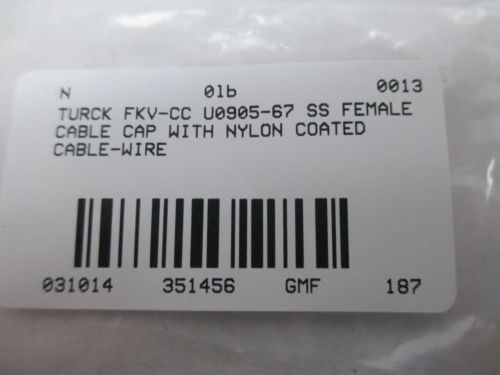 N 01b 0013
TURCK FKV-CC U0905-67 SS FEMALE
CABLE CAP WITH NYLON COATED
CABLE-WIRE
031014 351456 GMF 187